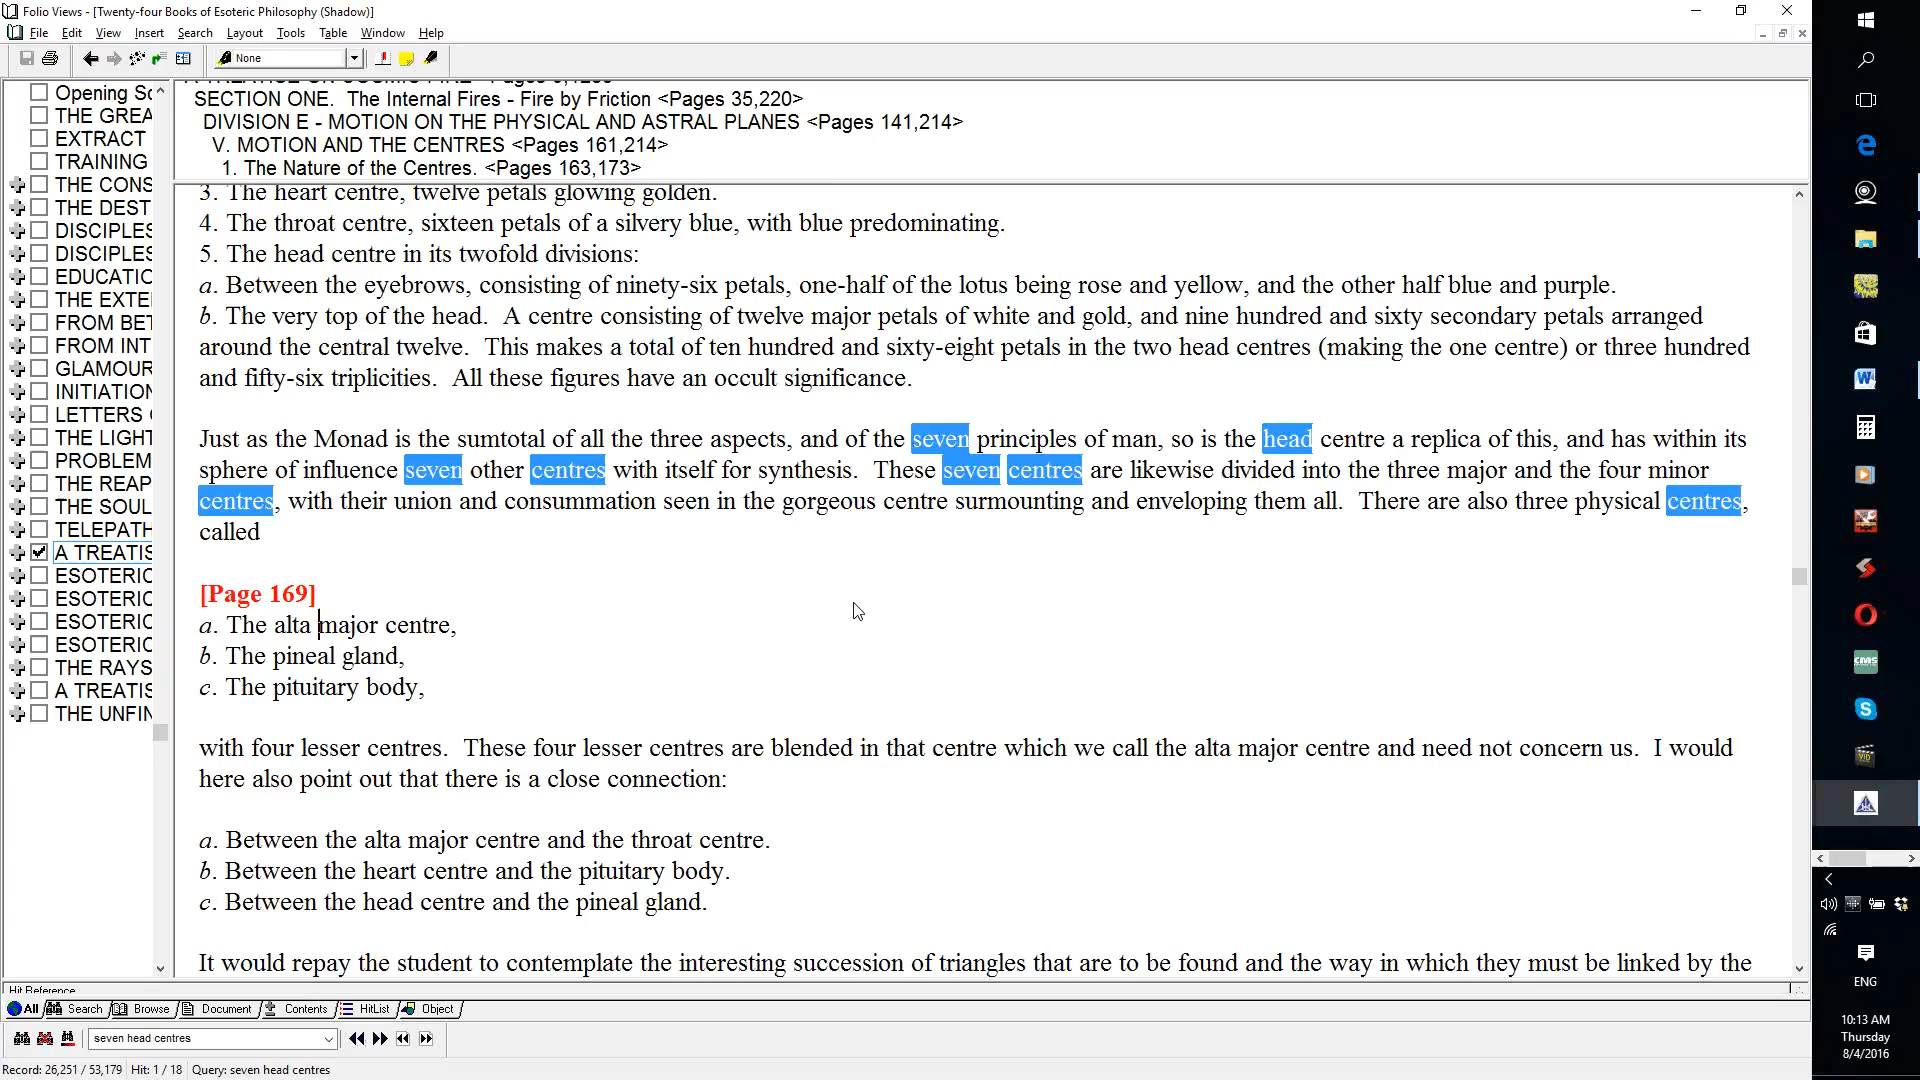 Folio Views - [Twenty-four Books of Esoteric Philosophy (Shadow)]
File Edit View Insert Search Layout Tools Table Window Help
None
Opening Sc
THE GREA
EXTRACT
TRAINING
THE CONS
THE DEST
DISCIPLES
DISCIPLES
EDUCATIO
THE EXTE
FROM BET
FROM INT
GLAMOUR
INITIATION
LETTERS
THE LIGHT
PROBLEM
THE REAP
THE SOUL
TELEPATH
A TREATIS
ESOTERIC
ESOTERIC
ESOTERIC
ESOTERIC
THE RAYS
A TREATIS
THE UNFIN
SECTION ONE. The Internal Fires - Fire by Friction <Pages 35,220>
DIVISION E - MOTION ON THE PHYSICAL AND ASTRAL PLANES <Pages 141,214>
V. MOTION AND THE CENTRES <Pages 161,214>
1. The Nature of the Centres. <Pages 163,173>
3. The heart centre, twelve petals glowing golden.
4. The throat centre, sixteen petals of a silvery blue, with blue predominating.
5. The head centre in its twofold divisions:
a. Between the eyebrows, consisting of ninety-six petals, one-half of the lotus being rose and yellow, and the other half blue and purple.
b. The very top of the head. A centre consisting of twelve major petals of white and gold, and nine hundred and sixty secondary petals arranged
around the central twelve. This makes a total of ten hundred and sixty-eight petals in the two head centres (making the one centre) or three hundred
and fifty-six triplicities. All these figures have an occult significance.
Just as the Monad is the sumtotal of all the three aspects, and of the seven principles of man, so is the head centre a replica of this, and has within its
sphere of influence seven other centres with itself for synthesis. These seven centres are likewise divided into the three major and the four minor
centres, with their union and consummation seen in the gorgeous centre surmounting and enveloping them all. There are also three physical centres,
called
[Page 169]
a. The alta major centre,
b. The pineal gland,
c. The pituitary body,
with four lesser centres. These four lesser centres are blended in that centre which we call the alta major centre and need not concern us. I would
here also point out that there is a close connection:
a. Between the alta major centre and the throat centre.
b. Between the heart centre and the pituitary body.
c. Between the head centre and the pineal gland.
It would repay the student to contemplate the interesting succession of triangles that are to be found and the way in which they must be linked by the
Hit Reference
All Search Browse Document Contents HitList Object
seven head centres
Record: 26,251 / 53,179 Hit: 1 / 18 Query: seven head centres
CMS
VID
ENG
10:13 AM
Thursday
8/4/2016